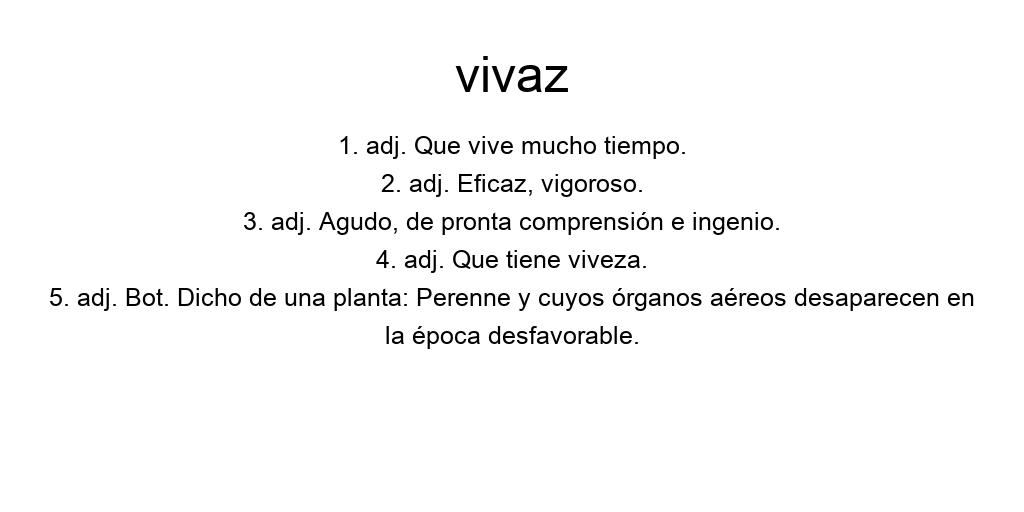 vivaz
1. adj. Que vive mucho tiempo.
2. adj. Eficaz, vigoroso.
3. adj. Agudo, de pronta comprensión e ingenio.
4. adj. Que tiene viveza.
5. adj. Bot. Dicho de una planta: Perenne y cuyos órganos aéreos desaparecen en
la época desfavorable.